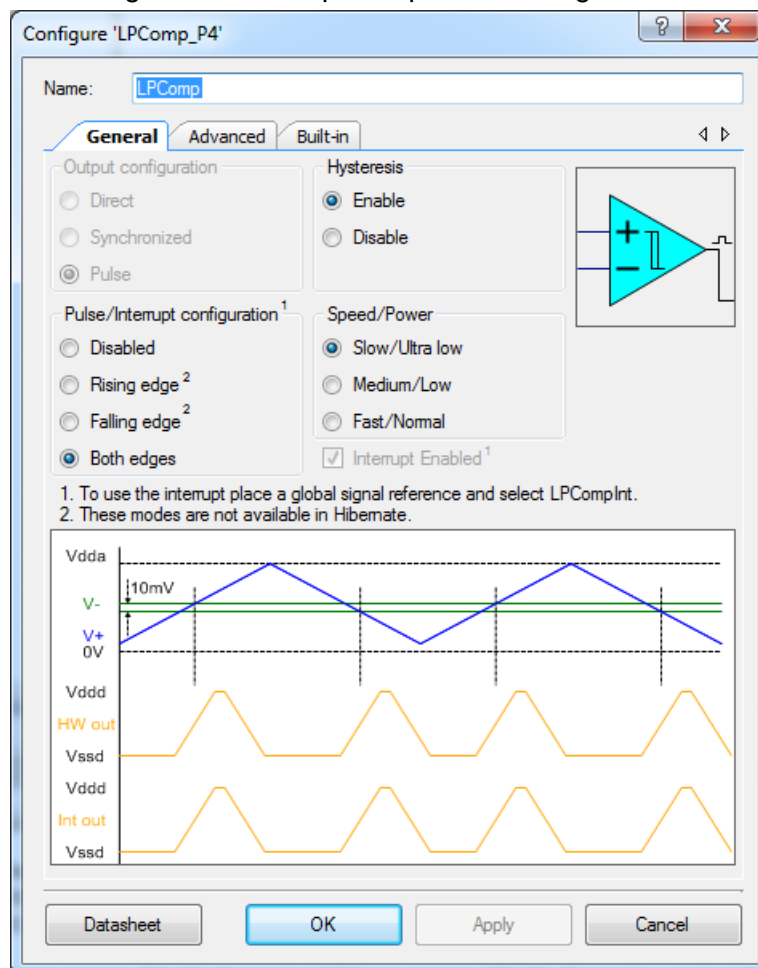 Configure 'LPComp_P4'
Name: LPComp
General Advanced Built-in
Output configuration
Direct
Synchronized
Pulse
Hysteresis
Enable
Disable
Pulse/Interrupt configuration 1
Disabled
Rising edge 2
Falling edge 2
Both edges
Speed/Power
Slow/Ultra low
Medium/Low
Fast/Normal
Interrupt Enabled 1
1. To use the interrupt place a global signal reference and select LPCompInt.
2. These modes are not available in Hibernate.
Vdda
10mV
V-
V+
0V
Vddd
HW out
Vssd
Vddd
Int out
Vssd
Datasheet OK Apply Cancel